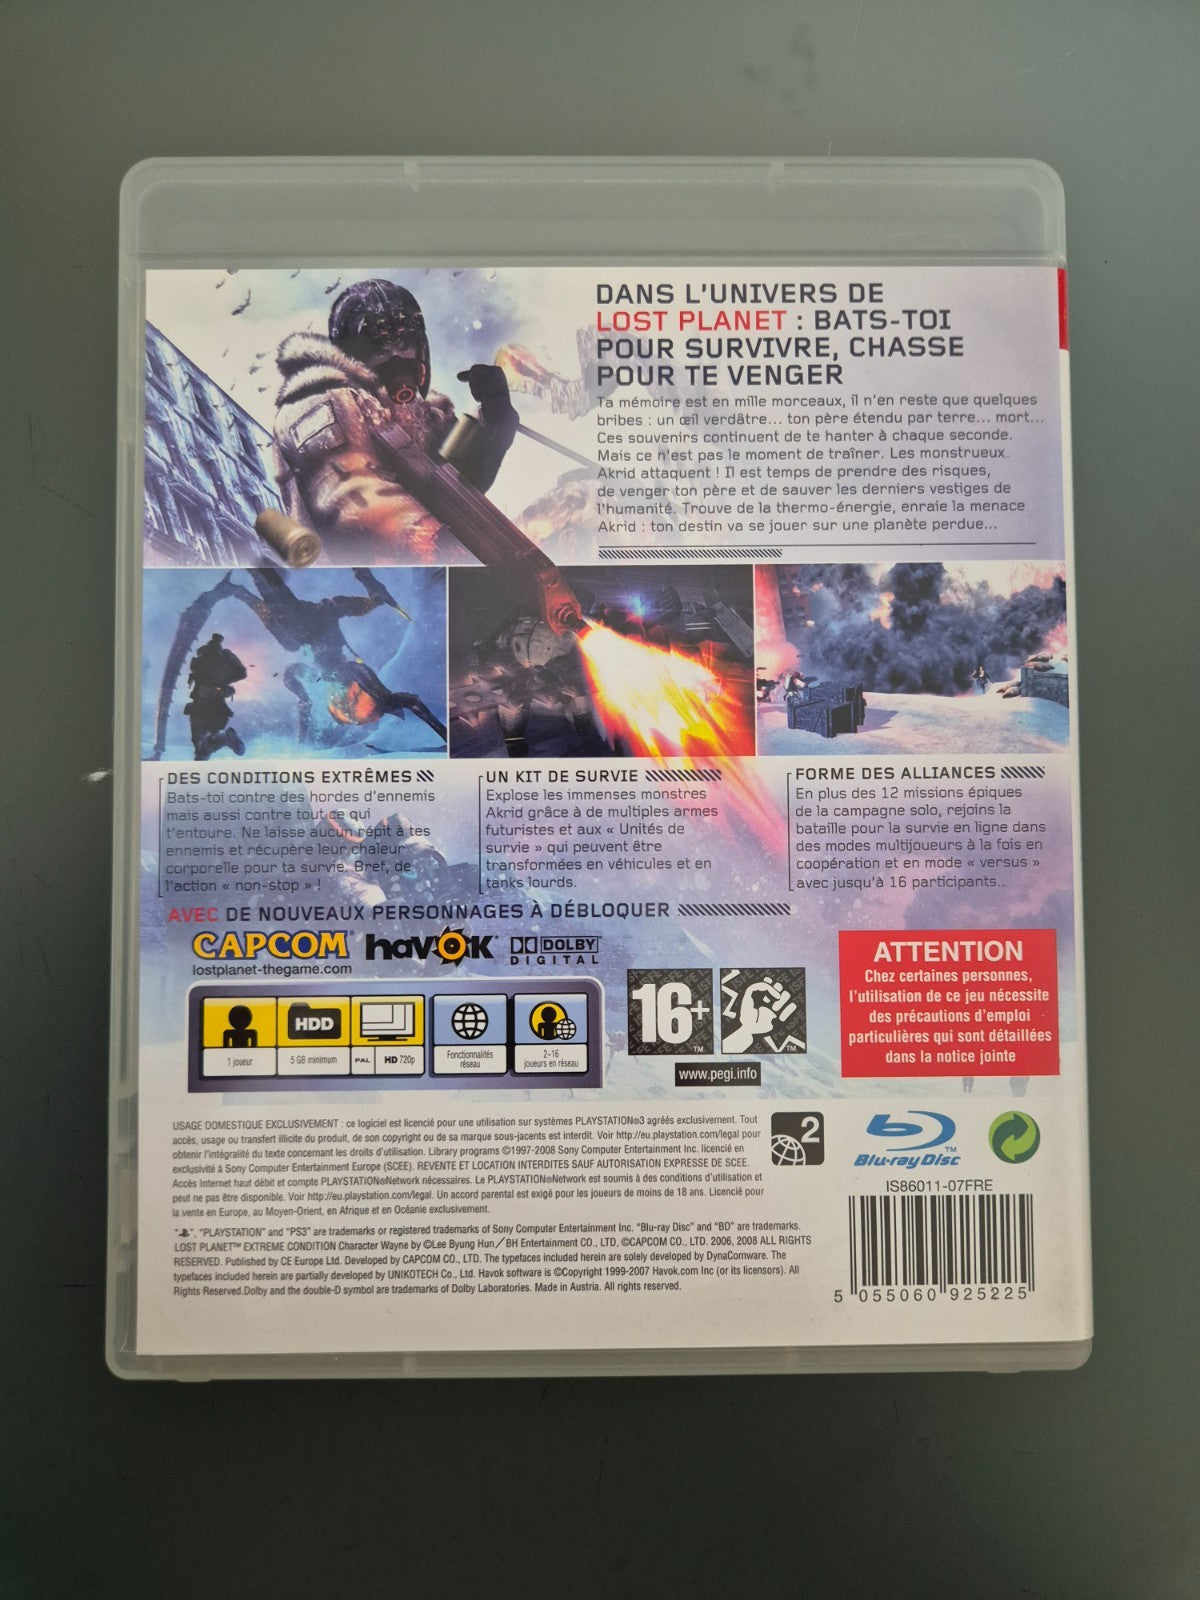 DANS L'UNIVERS DE
LOST PLANET : BATS-TOI
POUR SURVIVRE, CHASSE
POUR TE VENGER
Ta mémoire est en mille morceaux, il n'en reste que quelques
bribes : un œil verdâtre... ton père étendu par terre... mort...
Ces souvenirs continuent de te hanter à chaque seconde.
Mais ce n'est pas le moment de traîner. Les monstrueux
Akrid attaquent ! Il est temps de prendre des risques,
de venger ton père et de sauver les derniers vestiges de
l'humanité. Trouve de la thermo-énergie, enraie la menace
Akrid : ton destin va se jouer sur une planète perdue...
DES CONDITIONS EXTRÊMES
Bats-toi contre des hordes d'ennemis
mais aussi contre tout ce qui
t'entoure. Ne laisse aucun répit à tes
ennemis et récupère leur chaleur
corporelle pour ta survie. Bref, de
l'action « non-stop » !
UN KIT DE SURVIE
Explose les immenses monstres
Akrid grâce à de multiples armes
futuristes et aux « Unités de
survie » qui peuvent être
transformées en véhicules et en
tanks lourds.
FORME DES ALLIANCES
En plus des 12 missions épiques
de la campagne solo, rejoins la
bataille pour la survie en ligne dans
des modes multijoueurs à la fois en
coopération et en mode « versus »
avec jusqu'à 16 participants..
AVEC DE NOUVEAUX PERSONNAGES À DÉBLOQUER
CAPCOM
lostplanet-thegame.com
havok
DOLBY
DIGITAL
HDD
1 joueur
5 GB minimum
PAL
HD 720p
Fonctionnalités
réseau
2-16
joueurs en réseau
16+
TM
TM
www.pegi.info
ATTENTION
Chez certaines personnes,
l'utilisation de ce jeu nécessite
des précautions d'emploi
particulières qui sont détaillées
dans la notice jointe
USAGE DOMESTIQUE EXCLUSIVEMENT : ce logiciel est licencié pour une utilisation sur systèmes PLAYSTATION®3 agréés exclusivement. Tout
accès, usage ou transfert illicite du produit, de son copyright ou de sa marque sous-jacents est interdit. Voir http://eu.playstation.com/legal pour
obtenir l'intégralité du texte concernant les droits d'utilisation. Library programs ©1997-2008 Sony Computer Entertainment Inc. licencié en
exclusivité à Sony Computer Entertainment Europe (SCEE). REVENTE ET LOCATION INTERDITES SAUF AUTORISATION EXPRESSE DE SCEE.
Accès Internet haut débit et compte PLAYSTATION®Network nécessaires. Le PLAYSTATION®Network est soumis à des conditions d'utilisation et
peut ne pas être disponible. Voir http://eu.playstation.com/legal. Un accord parental est exigé pour les joueurs de moins de 18 ans. Licencié pour
la vente en Europe, au Moyen-Orient, en Afrique et en Océanie exclusivement.
"", "PLAYSTATION" and "PS3" are trademarks or registered trademarks of Sony Computer Entertainment Inc. "Blu-ray Disc" and "BD" are trademarks.
LOST PLANET™ EXTREME CONDITION Character Wayne by ©Lee Byung Hun/BH Entertainment CO., LTD, ©CAPCOM CO., LTD. 2006, 2008 ALL RIGHTS
RESERVED. Published by CE Europe Ltd. Developed by CAPCOM CO., LTD. The typefaces included herein are solely developed by DynaComware. The
typefaces included herein are partially developed by UNIKOTECH Co., Ltd. Havok software is ©Copyright 1999-2007 Havok.com Inc (or its licensors). All
Rights Reserved.Dolby and the double-D symbol are trademarks of Dolby Laboratories. Made in Austria. All rights reserved.
2
Blu-ray Disc
TM
IS86011-07FRE
5 055060 925225